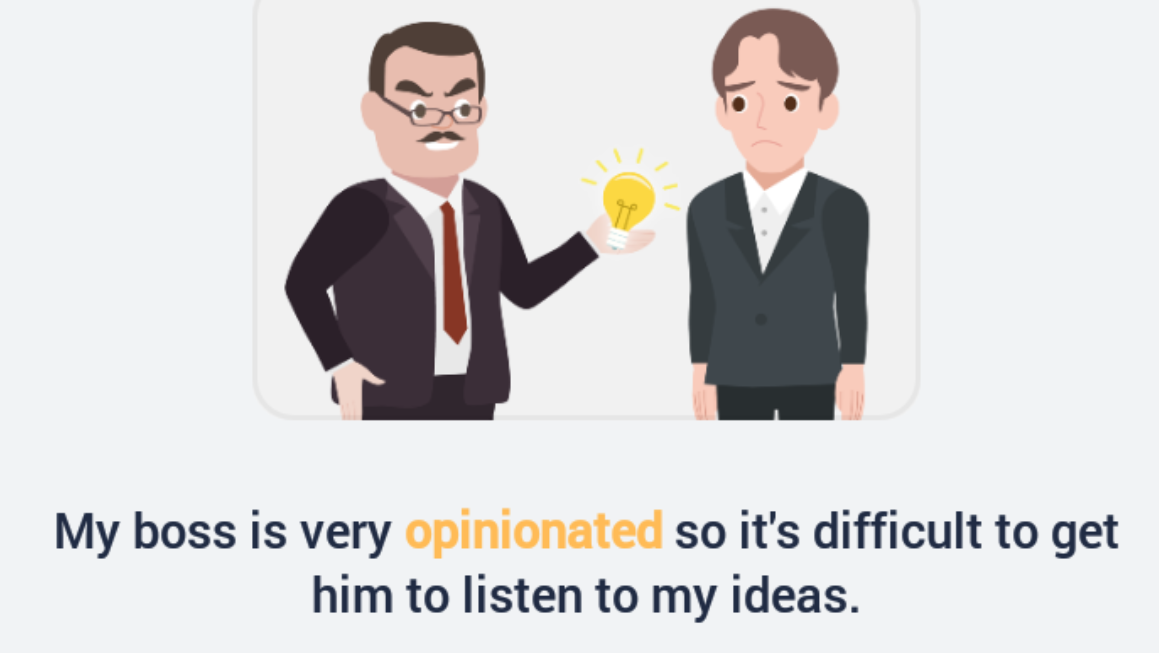 My boss is very opinionated so it's difficult to get
him to listen to my ideas.